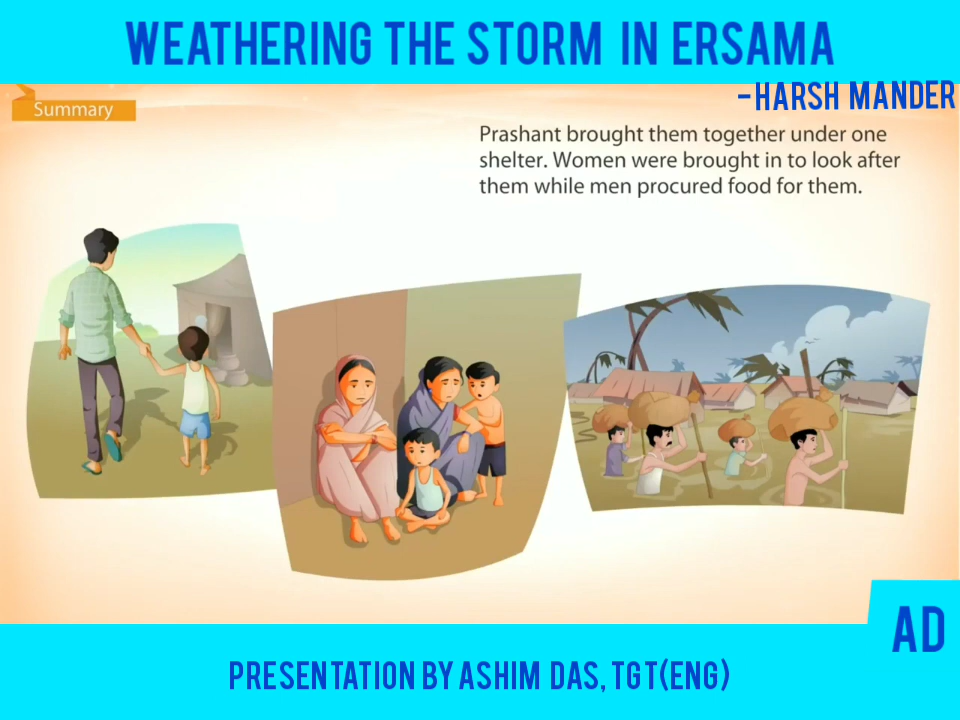 WEATHERING THE STORM IN ERSAMA
- HARSH MANDER
Summary
Prashant brought them together under one
shelter. Women were brought in to look after
them while men procured food for them.
AD
PRESENTATION BY ASHIM DAS, TGT(ENG)